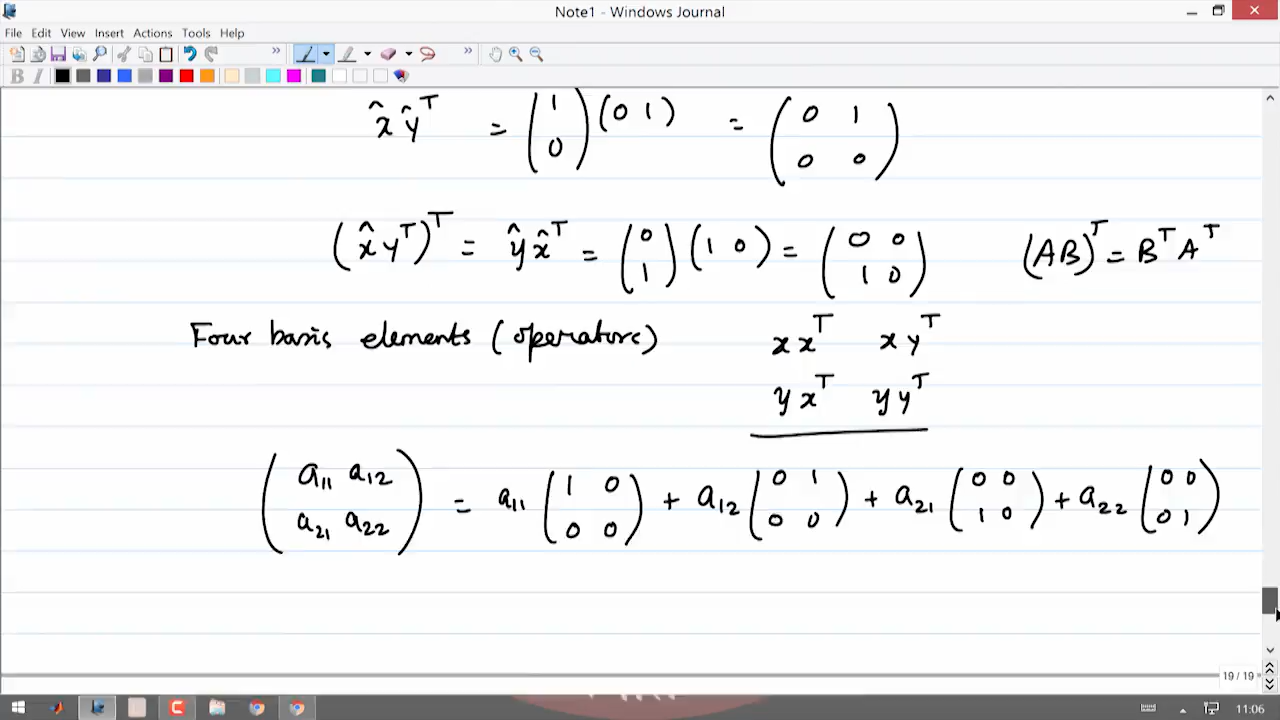 Note1 - Windows Journal
File Edit View Insert Actions Tools Help
x̂ ŷᵀ = (1 0) (0 1) = (0 1 0 0)
(x̂ yᵀ)ᵀ = ŷ x̂ᵀ = (0 1) (1 0) = (0 0 1 0) (AB)ᵀ = Bᵀ Aᵀ
Four basis elements (operators) x xᵀ x yᵀ
y xᵀ y yᵀ
(a₁₁ a₁₂ a₂₁ a₂₂) = a₁₁ (1 0 0 0) + a₁₂ (0 1 0 0) + a₂₁ (0 0 1 0) + a₂₂ (0 0 0 1)
19 / 19
11:06